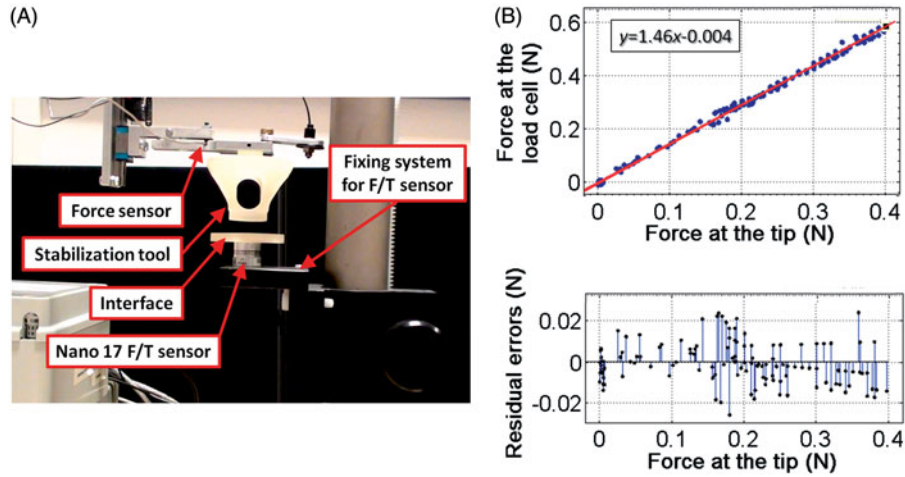 (A)
Force sensor
Stabilization tool
Interface
Nano 17 F/T sensor
Fixing system
for F/T sensor
(B)
Force at the
load cell (N)
0.6
0.4
0.2
0
y=1.46x-0.004
0 0.1 0.2 0.3 0.4
Force at the tip (N)
Residual errors (N)
0.02
0
-0.02
0 0.1 0.2 0.3 0.4
Force at the tip (N)